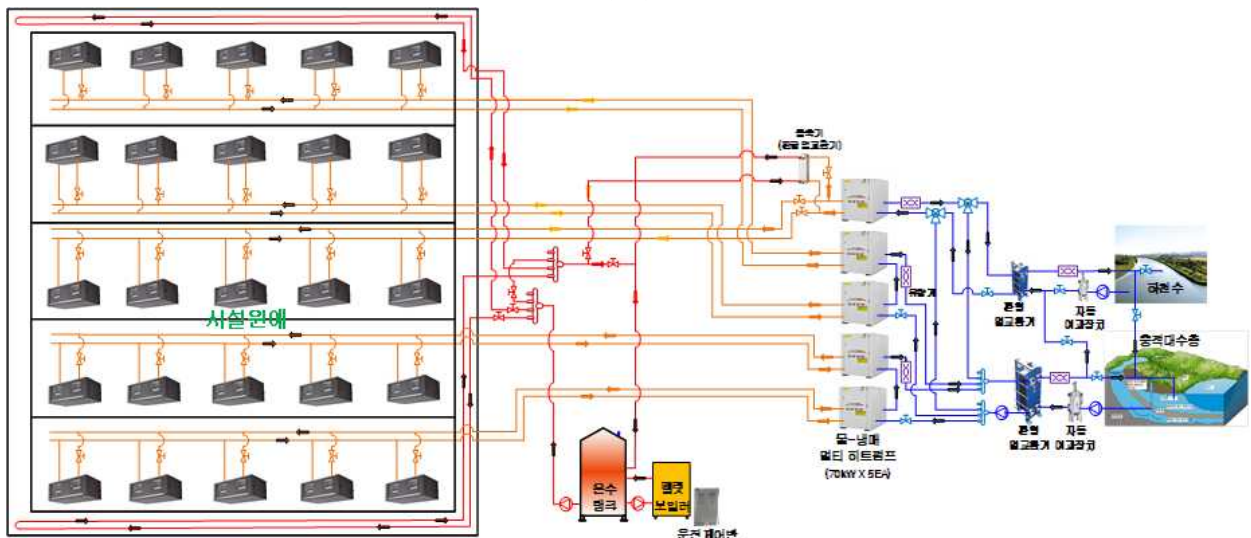 응축기
(판형 열교환기)
하천수
유량계
판형
열교환기
자동
여과장치
시설원예
충적대수층
물-냉매
멀티 히트펌프
(70kW X 5EA)
판형
열교환기
자동
여과장치
온수
탱크
펠렛
보일러
운전 제어반